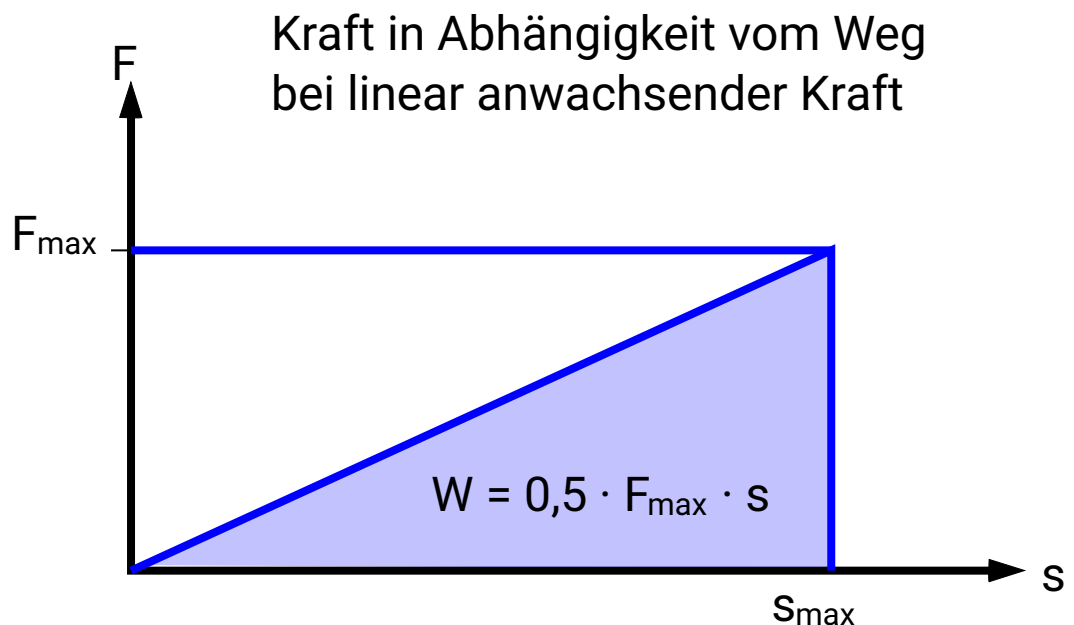 Kraft in Abhängigkeit vom Weg
bei linear anwachsender Kraft
F
Fmax
W = 0,5 · Fmax · s
s
smax